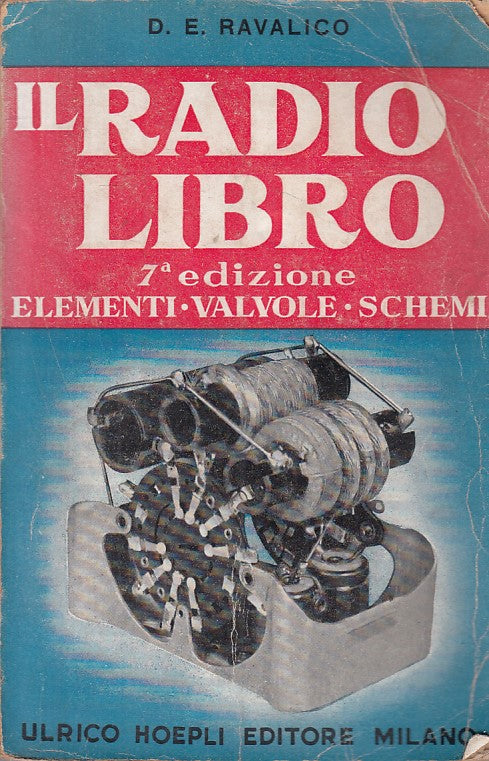 D. E. RAVALICO
IL RADIO
LIBRO
7ª edizione
ELEMENTI · VALVOLE · SCHEMI
ULRICO HOEPLI EDITORE MILANO